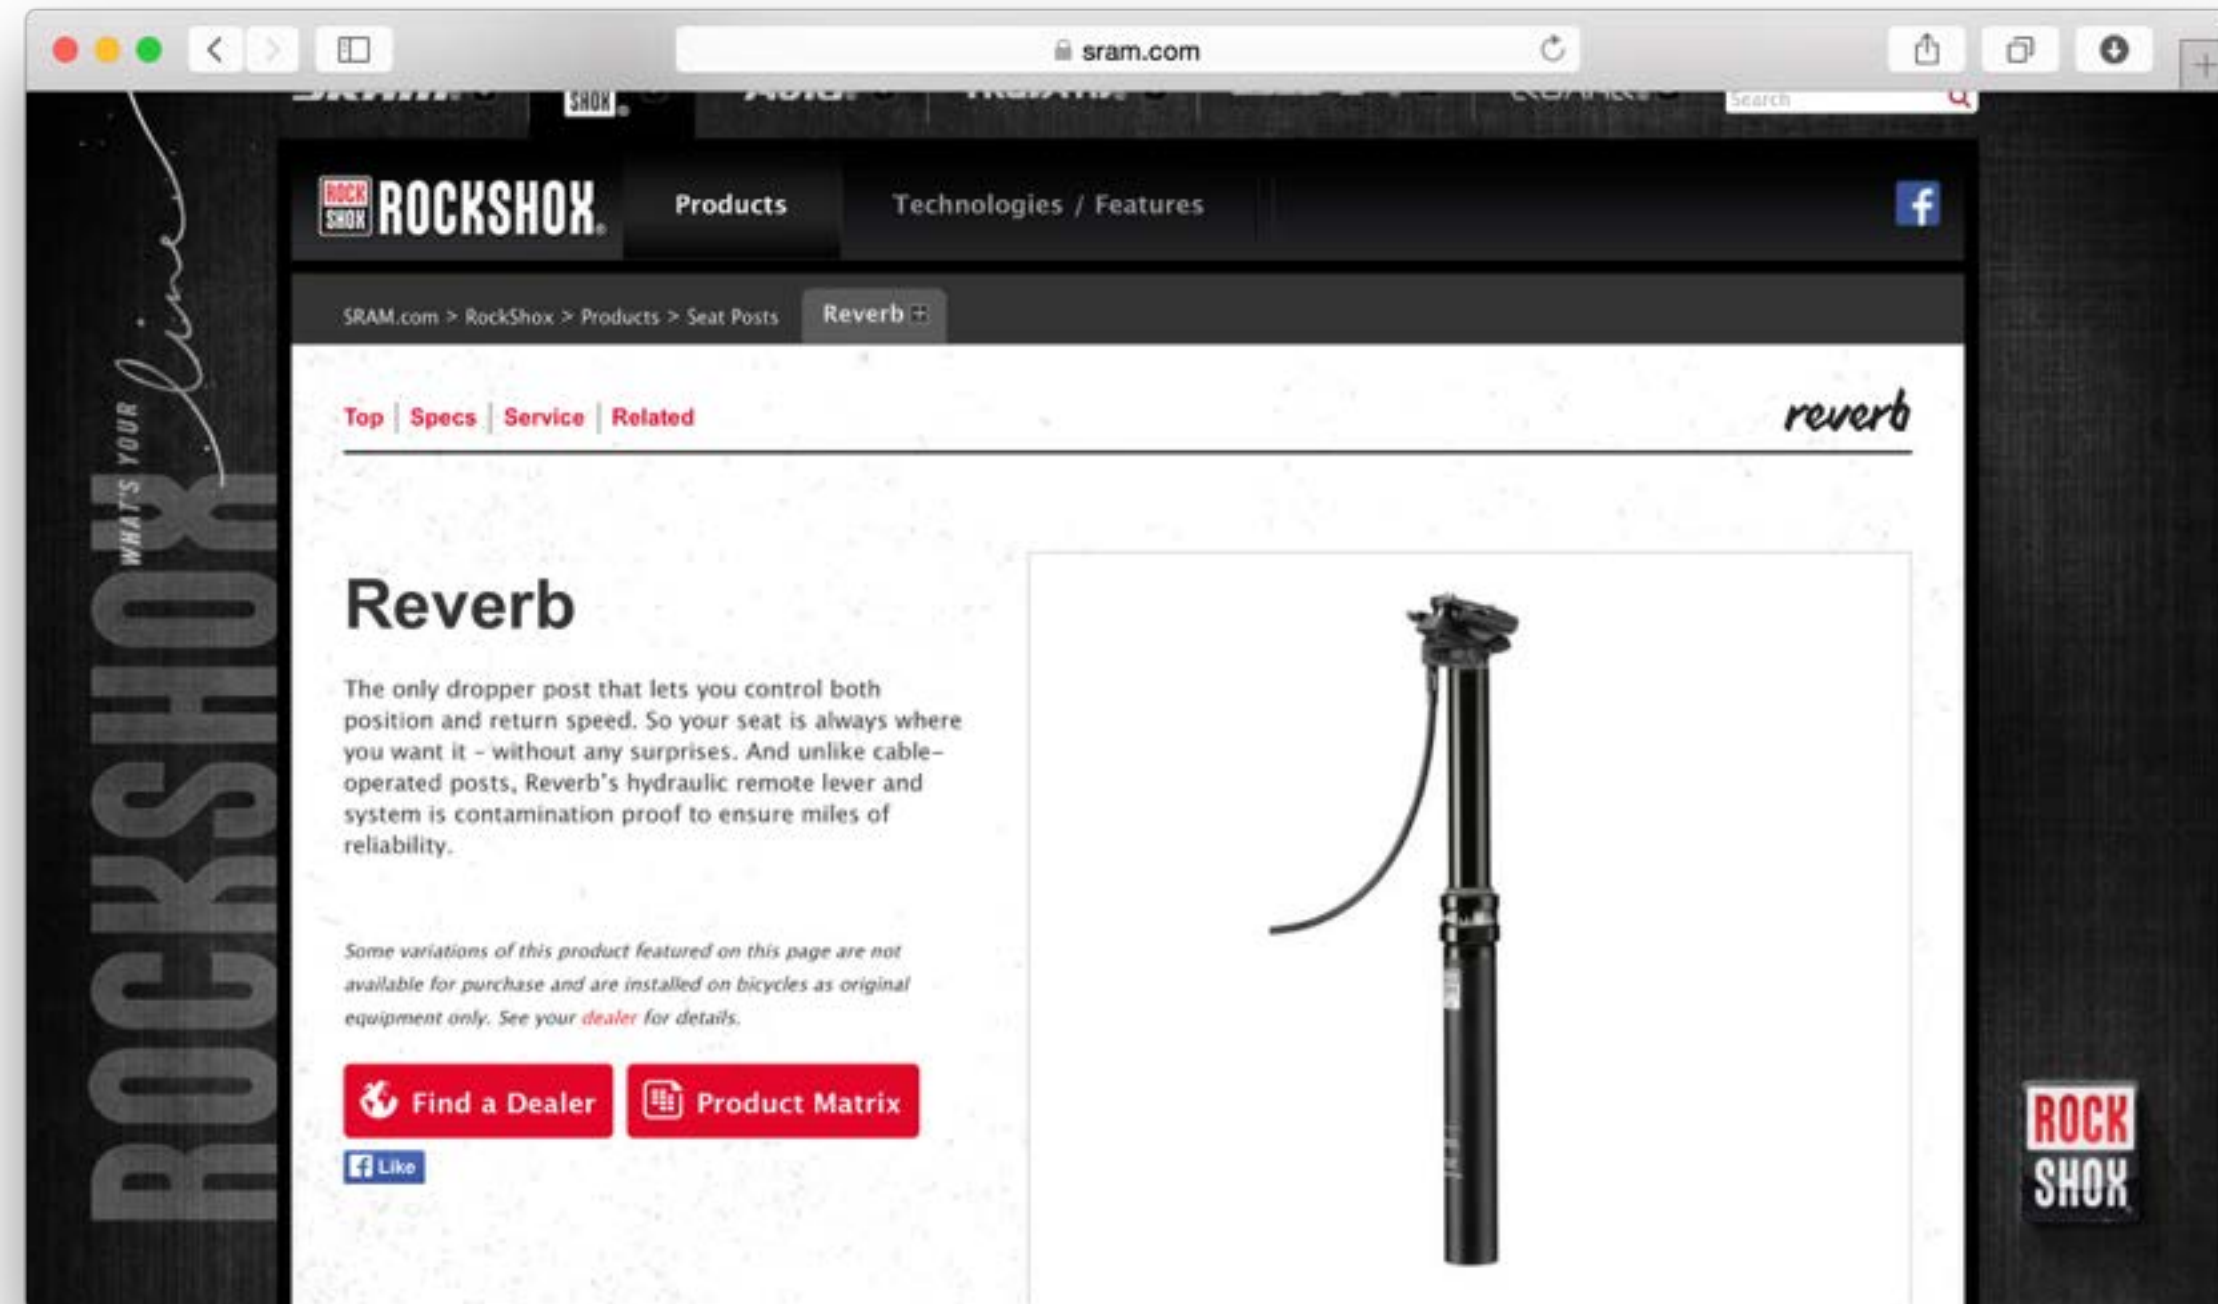 sram.com
SHOX
Search
ROCK SHOX ROCKSHOX® Products Technologies / Features
SRAM.com > RockShox > Products > Seat Posts Reverb
Top | Specs | Service | Related
reverb
WHAT'S YOUR line
ROCKSHOX
Reverb
The only dropper post that lets you control both
position and return speed. So your seat is always where
you want it – without any surprises. And unlike cable-
operated posts, Reverb's hydraulic remote lever and
system is contamination proof to ensure miles of
reliability.
Some variations of this product featured on this page are not
available for purchase and are installed on bicycles as original
equipment only. See your dealer for details.
Find a Dealer
Product Matrix
Like
ROCK
SHOX